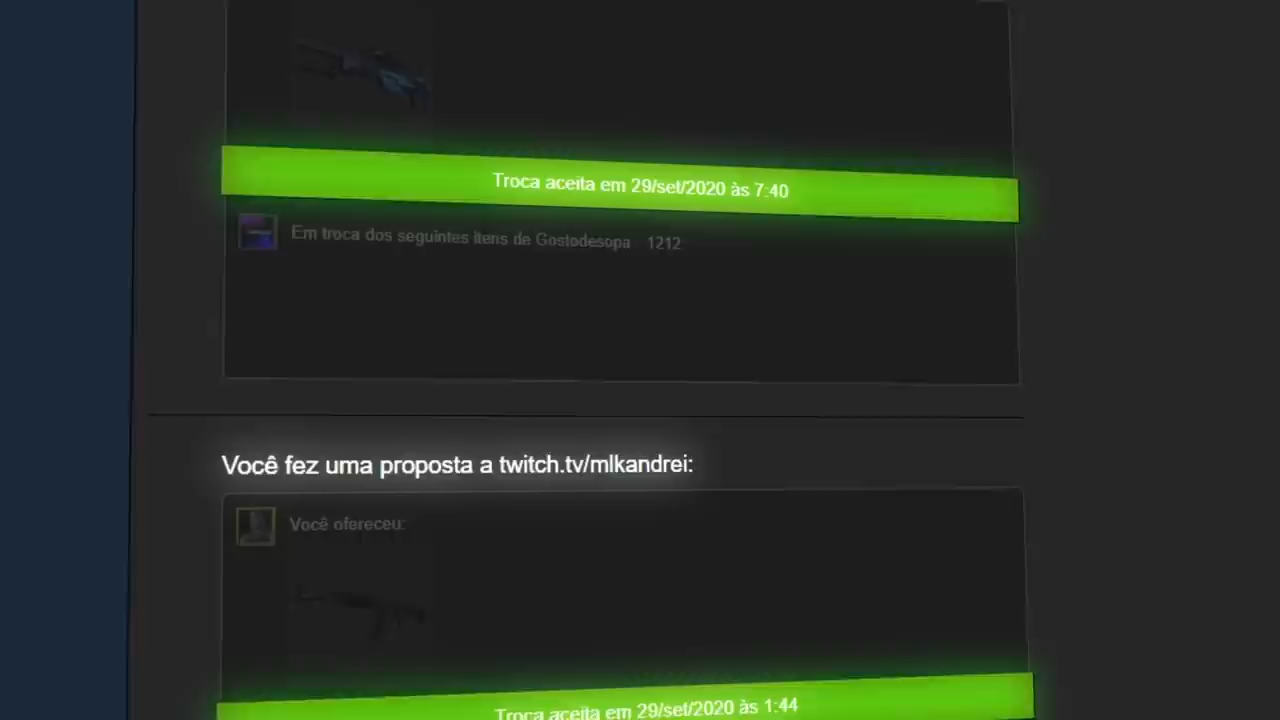 Troca aceita em 29/set/2020 às 7:40
Em troca dos seguintes itens de Gostodesopa 1212
Você fez uma proposta a twitch.tv/mlkandrei:
Você ofereceu:
Troca aceita em 29/set/2020 às 1:44